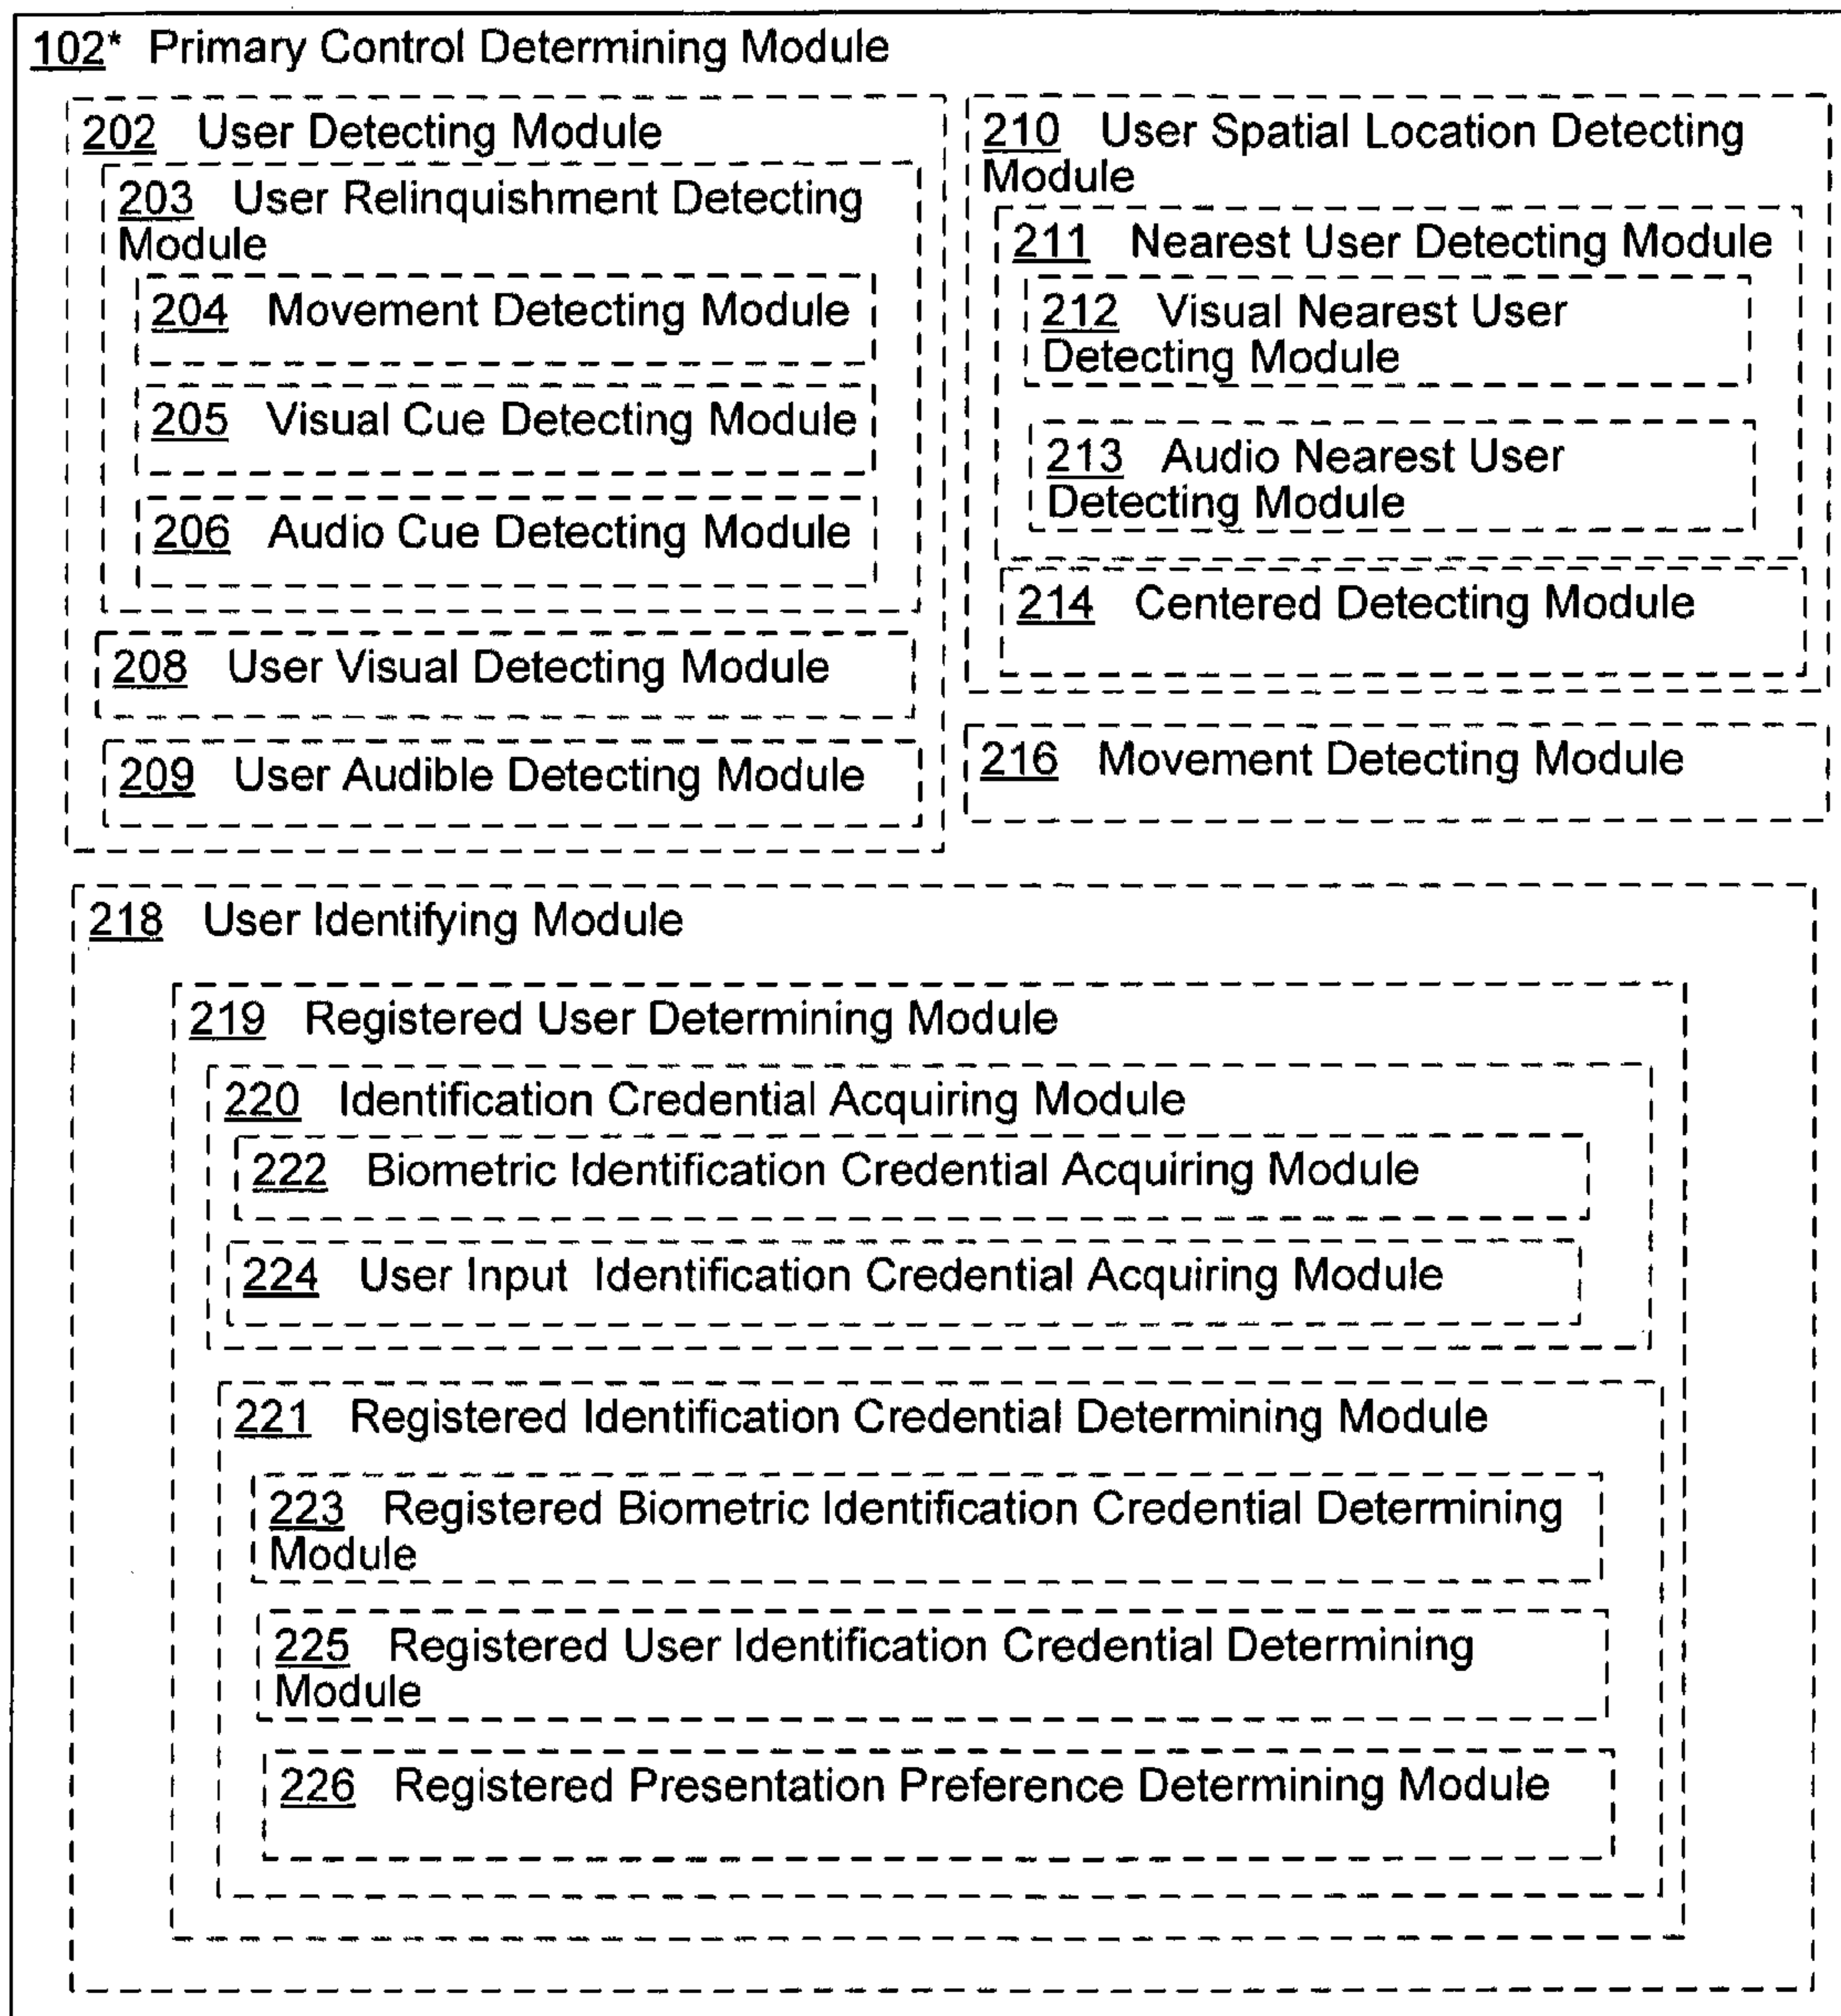 102* Primary Control Determining Module
202 User Detecting Module
203 User Relinquishment Detecting
Module
204 Movement Detecting Module
205 Visual Cue Detecting Module
206 Audio Cue Detecting Module
208 User Visual Detecting Module
209 User Audible Detecting Module
210 User Spatial Location Detecting
Module
211 Nearest User Detecting Module
212 Visual Nearest User
Detecting Module
213 Audio Nearest User
Detecting Module
214 Centered Detecting Module
216 Movement Detecting Module
218 User Identifying Module
219 Registered User Determining Module
220 Identification Credential Acquiring Module
222 Biometric Identification Credential Acquiring Module
224 User Input Identification Credential Acquiring Module
221 Registered Identification Credential Determining Module
223 Registered Biometric Identification Credential Determining
Module
225 Registered User Identification Credential Determining
Module
226 Registered Presentation Preference Determining Module